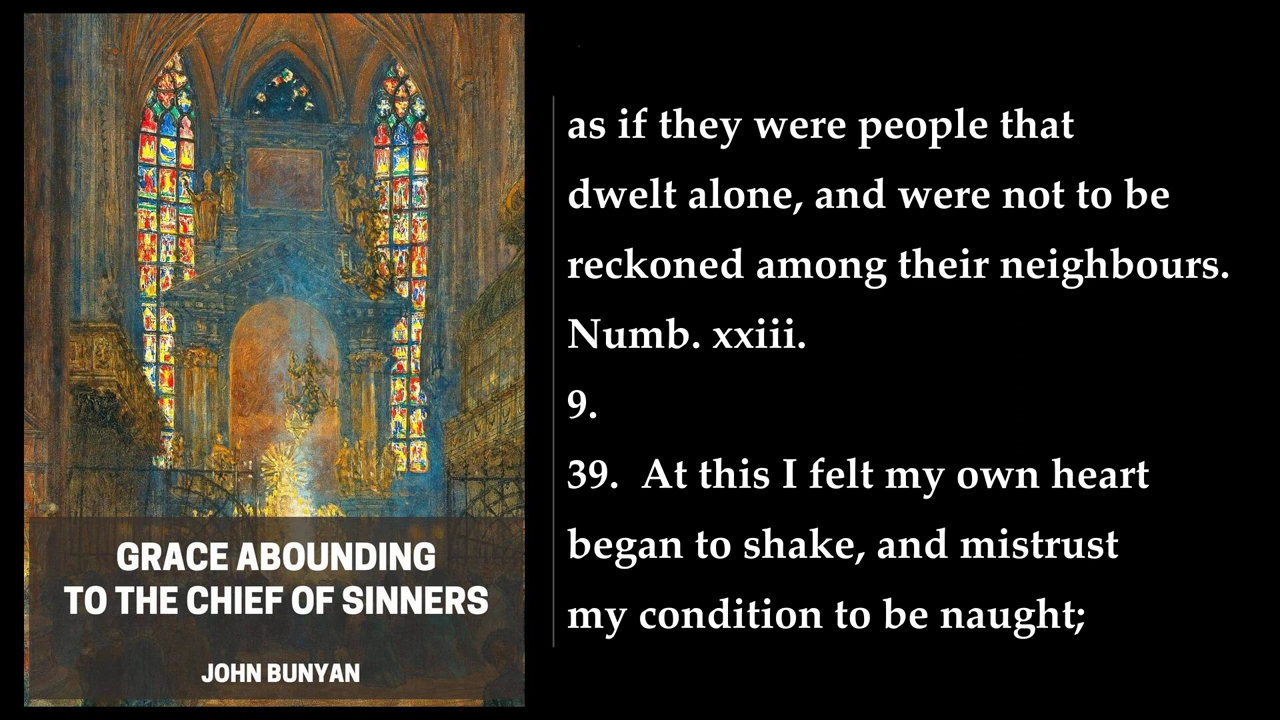 GRACE ABOUNDING
TO THE CHIEF OF SINNERS
JOHN BUNYAN
as if they were people that
dwelt alone, and were not to be
reckoned among their neighbours.
Numb. xxiii.
9.
39. At this I felt my own heart
began to shake, and mistrust
my condition to be naught;